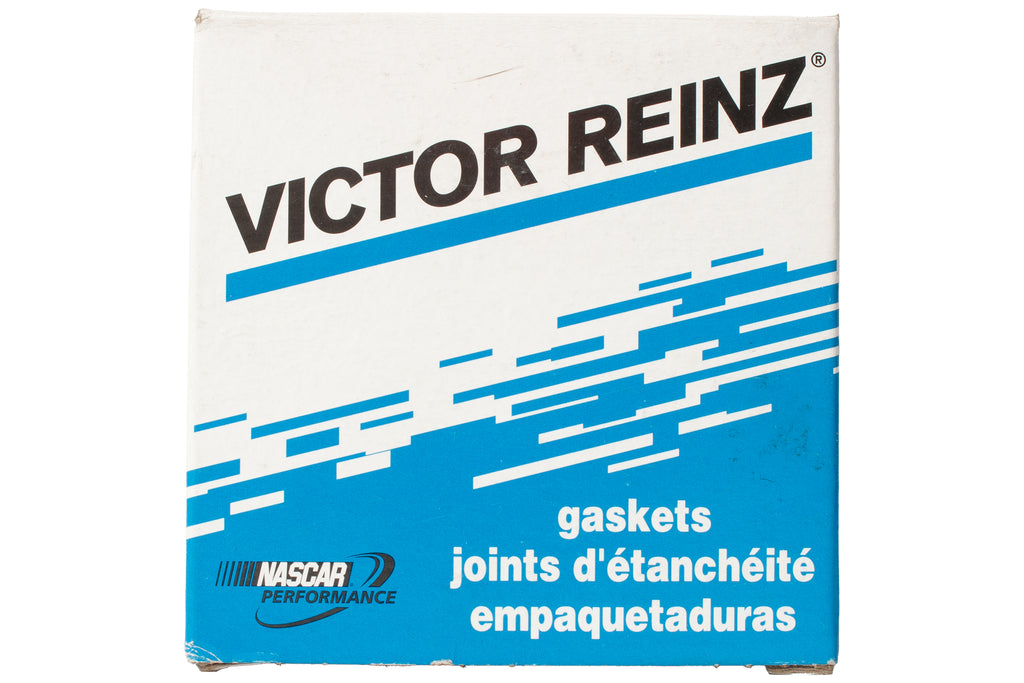 VICTOR REINZ®
gaskets
joints d'étanchéité
empaquetaduras
NASCAR®
PERFORMANCE